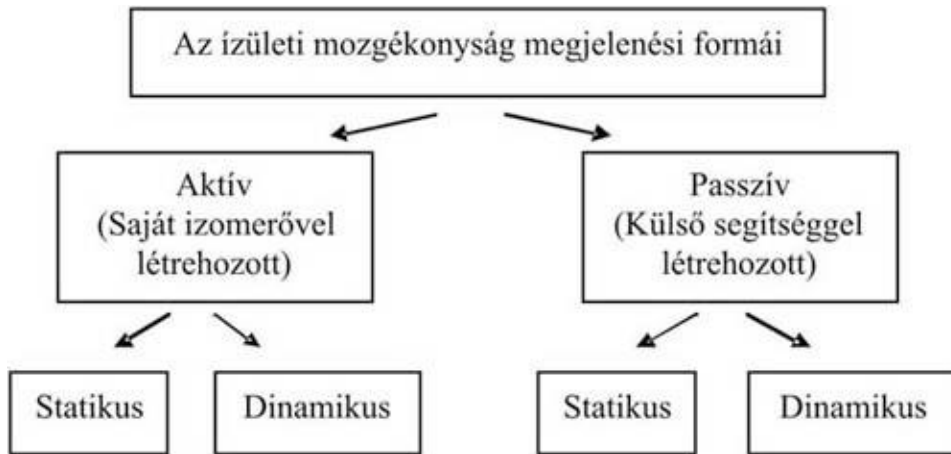 Az ízületi mozgékonyság megjelenési formái
Aktív
(Saját izomerővel
létrehozott)
Passzív
(Külső segítséggel
létrehozott)
Statikus
Dinamikus
Statikus
Dinamikus